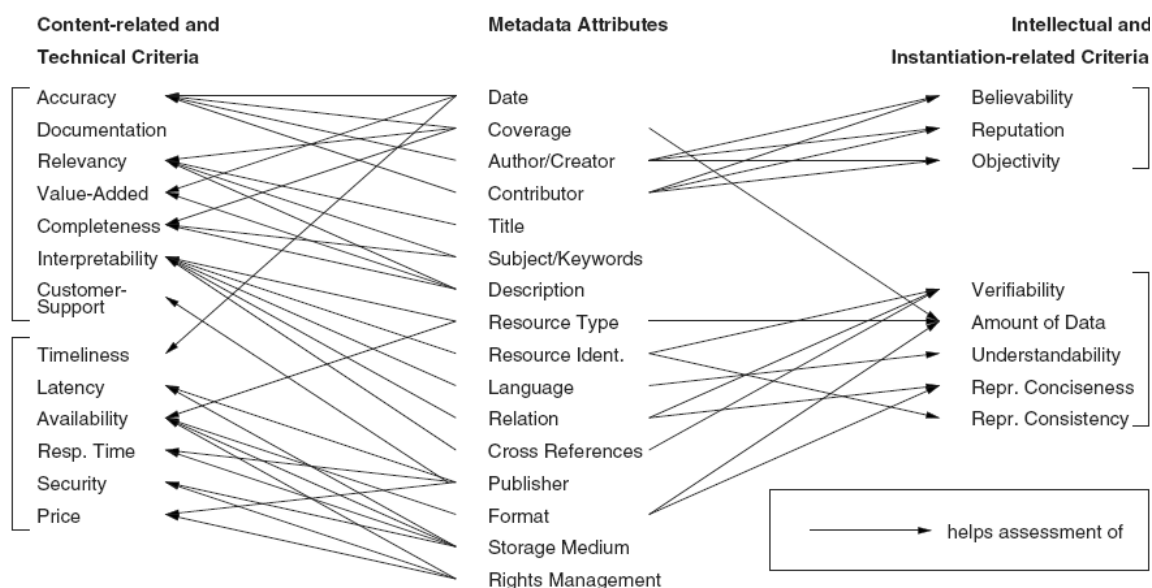 Content-related and
Technical Criteria
Metadata Attributes
Intellectual and
Instantiation-related Criteria
Accuracy
Documentation
Relevancy
Value-Added
Completeness
Interpretability
Customer-
Support
Timeliness
Latency
Availability
Resp. Time
Security
Price
Date
Coverage
Author/Creator
Contributor
Title
Subject/Keywords
Description
Resource Type
Resource Ident.
Language
Relation
Cross References
Publisher
Format
Storage Medium
Rights Management
Believability
Reputation
Objectivity
Verifiability
Amount of Data
Understandability
Repr. Conciseness
Repr. Consistency
helps assessment of